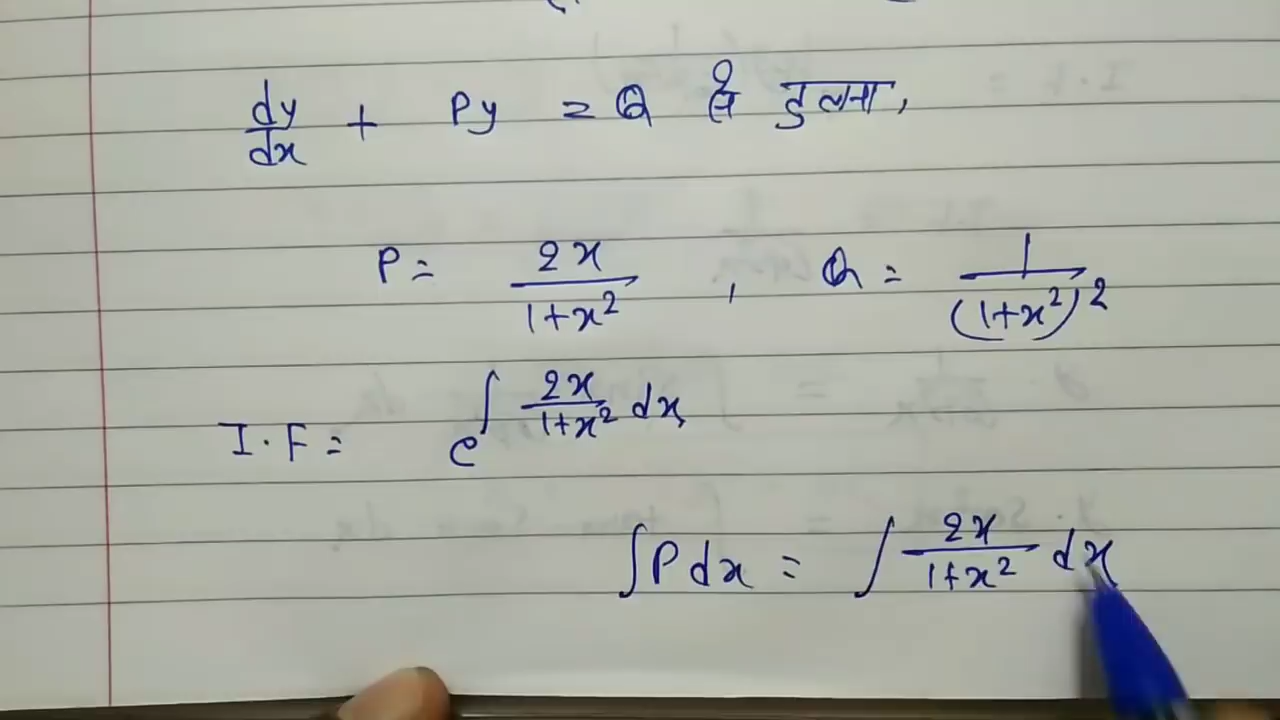 dy/dx + Py = Q से तुलना,
P = 2x/1+x² , Q = 1/(1+x²)²
I.F = e^∫ 2x/1+x² dx
∫Pdx = ∫ 2x/1+x² dx